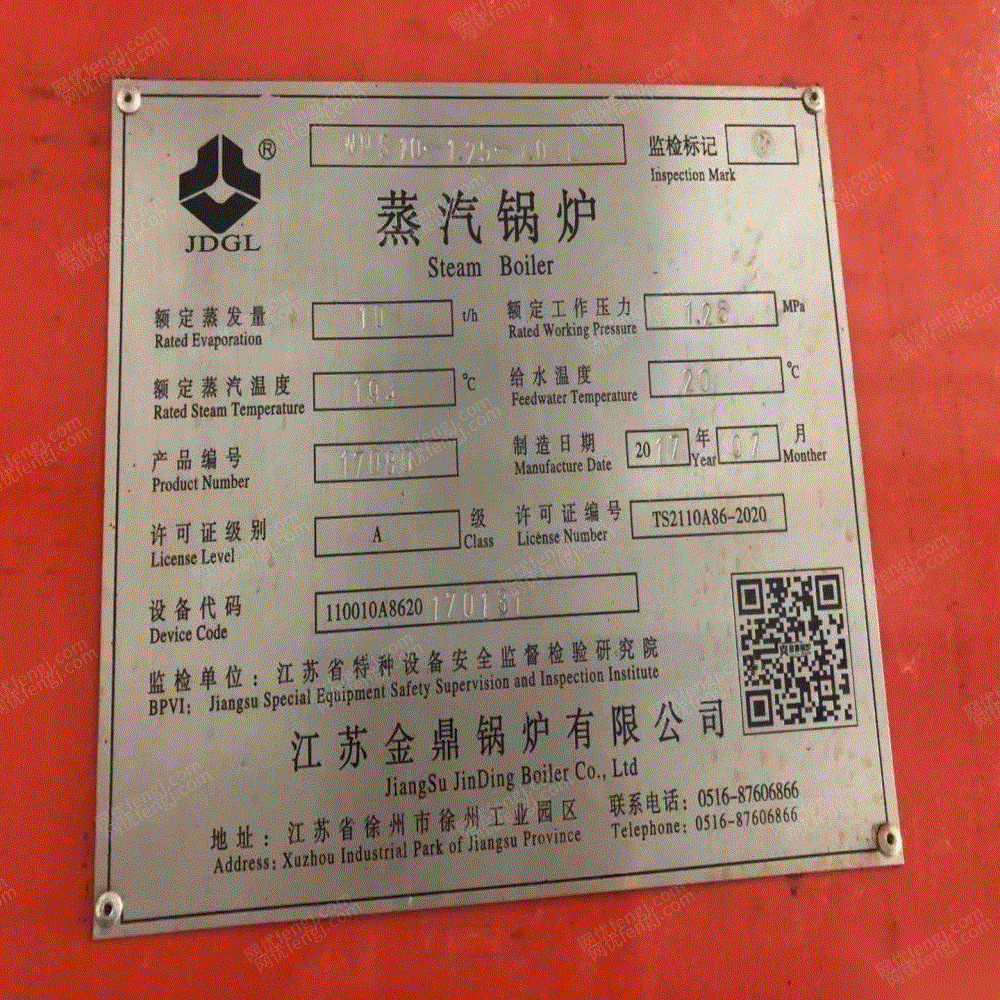 JDGL ®
监检标记
Inspection Mark
蒸汽锅炉
Steam Boiler
额定蒸发量 10 t/h 额定工作压力 1.25 MPa
Rated Evaporation Rated Working Pressure
额定蒸汽温度 ℃ 给水温度 20 ℃
Rated Steam Temperature Feedwater Temperature
产品编号 制造日期 2017 年 07 月
Product Number Manufacture Date Year Monther
许可证级别 A 级 许可证编号 TS2110A86-2020
License Level Class License Number
设备代码 110010A8620
Device Code
监检单位：江苏省特种设备安全监督检验研究院
BPVI: Jiangsu Special Equipment Safety Supervision and Inspection Institute
江苏金鼎锅炉有限公司
JiangSu JinDing Boiler Co., Ltd
地址：江苏省徐州市徐州工业园区 联系电话：0516-87606866
Address: Xuzhou Industrial Park of Jiangsu Province Telephone: 0516-87606866